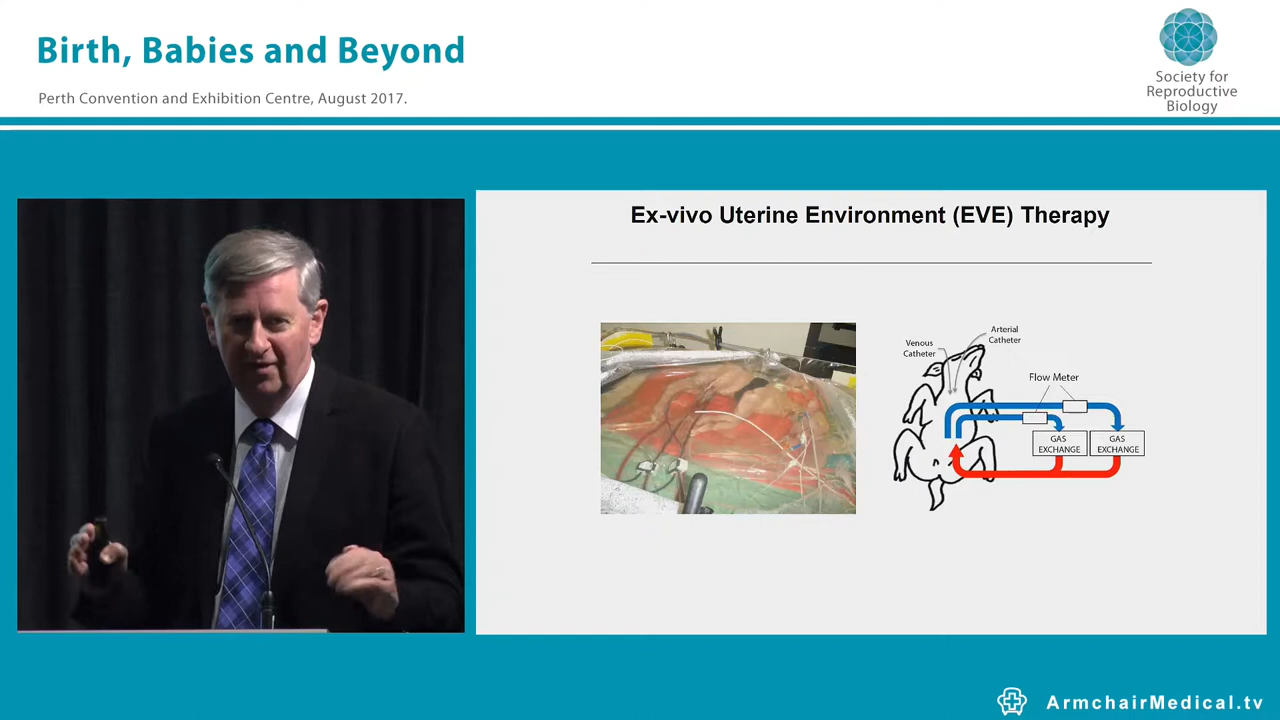 Birth, Babies and Beyond
Perth Convention and Exhibition Centre, August 2017.
Society for
Reproductive
Biology
Ex-vivo Uterine Environment (EVE) Therapy
Venous
Catheter
Arterial
Catheter
Flow Meter
GAS
EXCHANGE
GAS
EXCHANGE
ArmchairMedical.tv